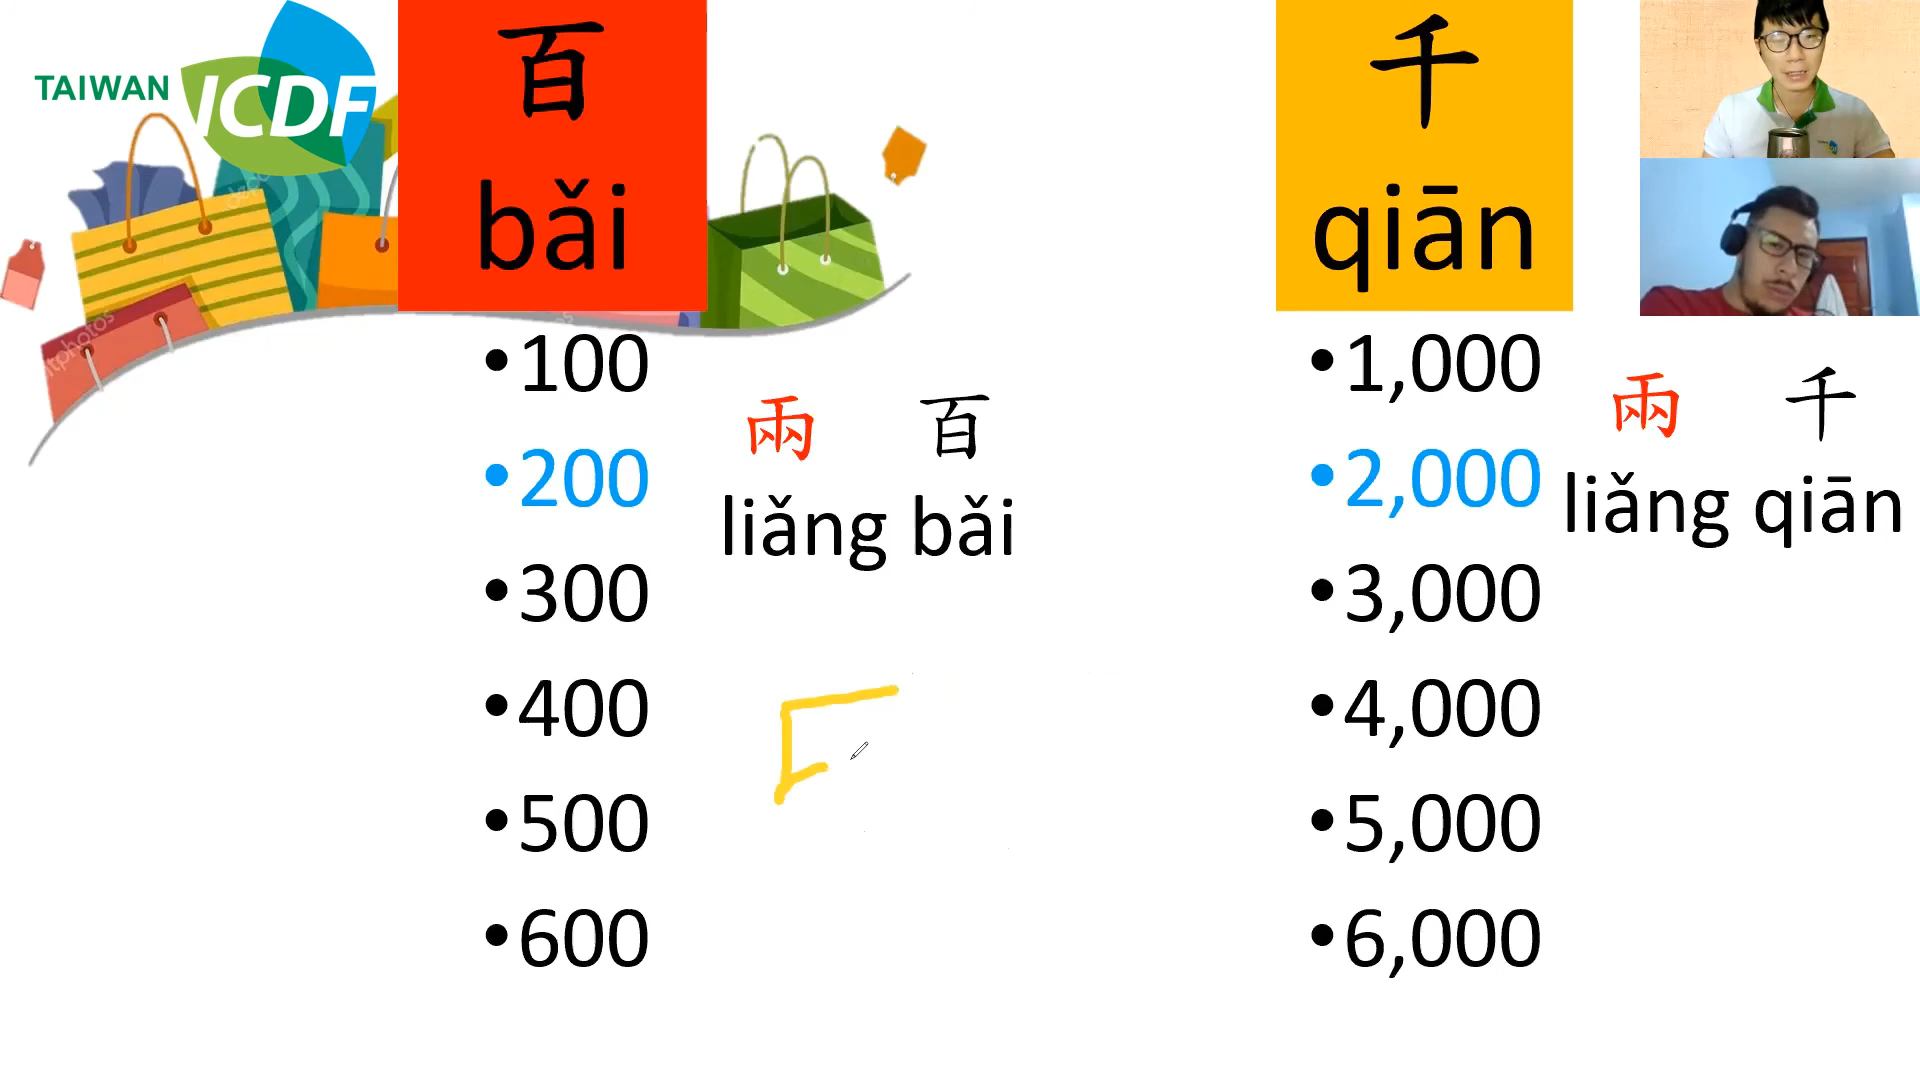 TAIWAN ICDF
百
bǎi
•100
•200
•300
•400
•500
•600
兩 百
liǎng bǎi
千
qiān
•1,000
•2,000
•3,000
•4,000
•5,000
•6,000
兩 千
liǎng qiān